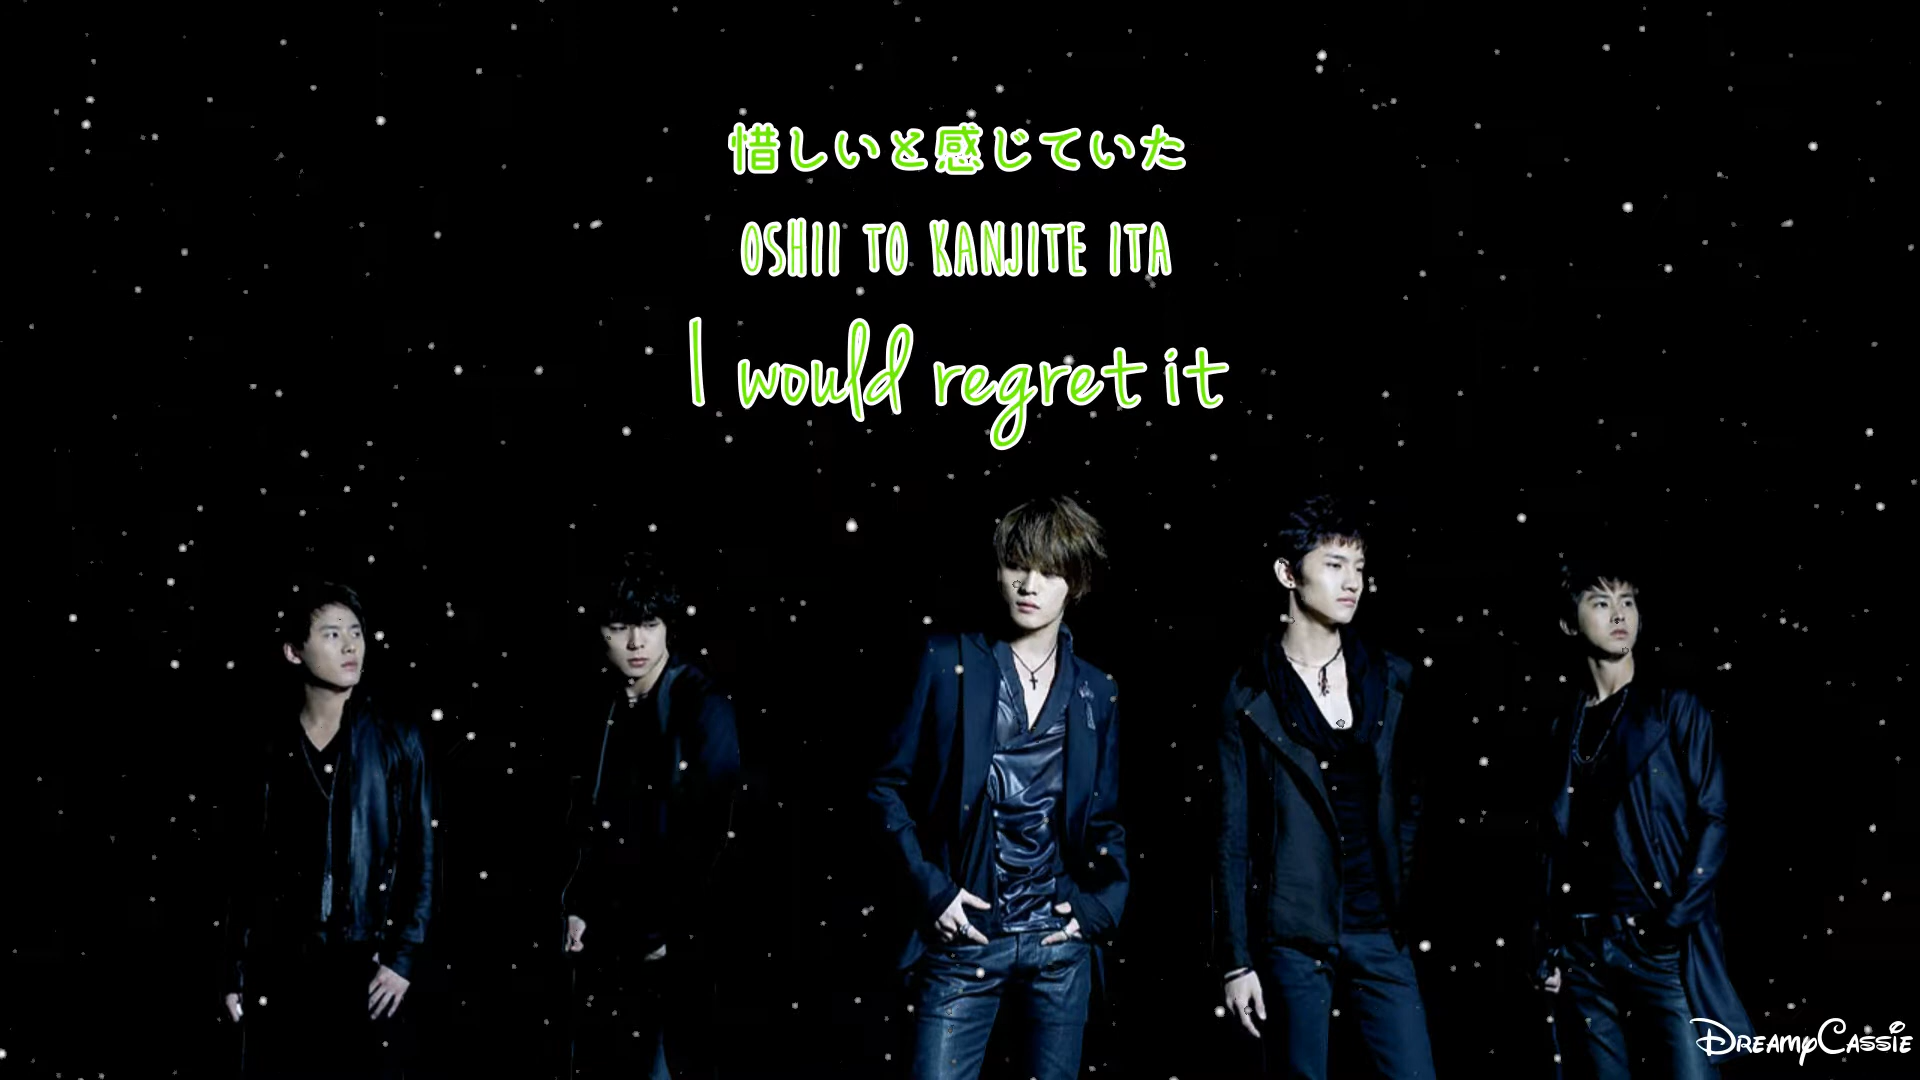 惜しいと感じていた
OSHII TO KANJITE ITA
I would regret it
DREAMYCASSIE